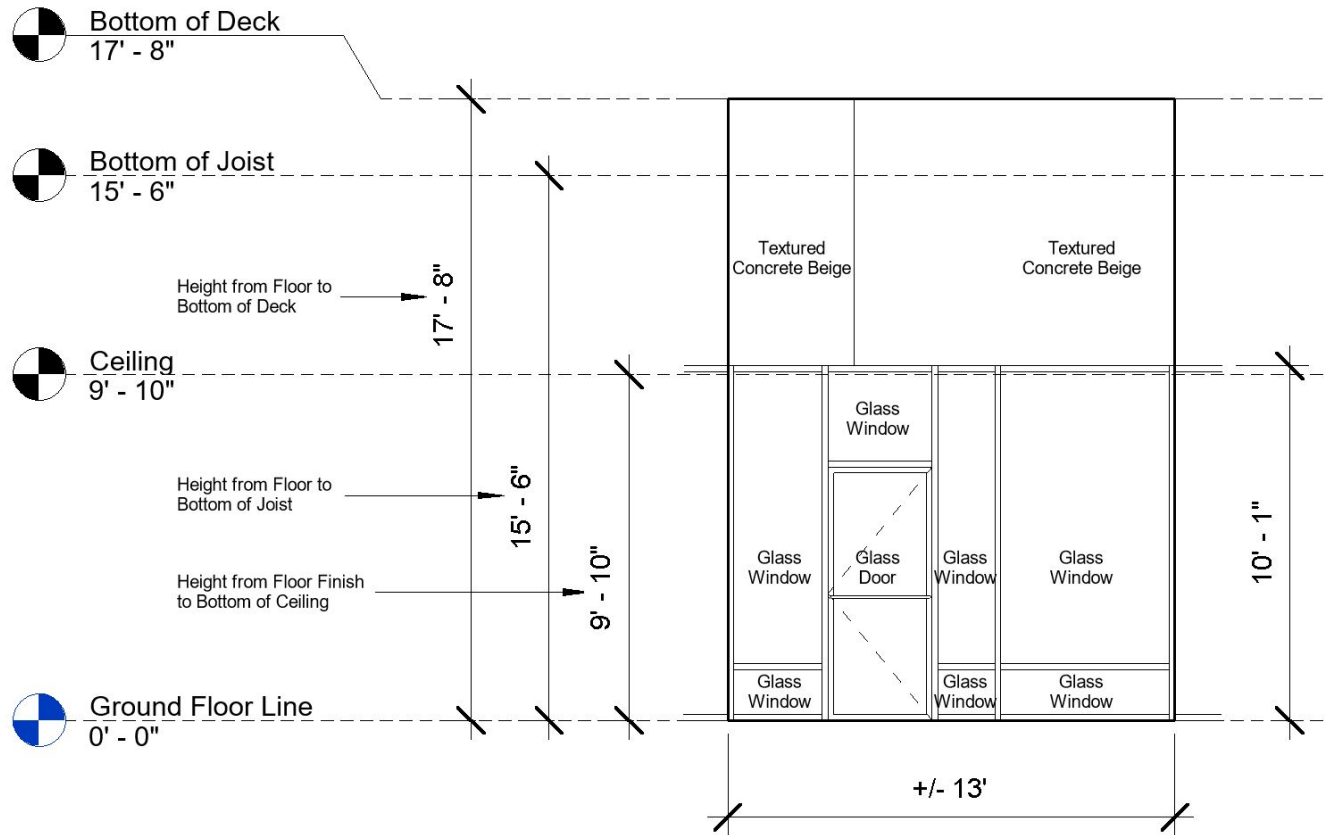 Bottom of Deck
17' - 8"
Bottom of Joist
15' - 6"
Textured
Concrete Beige
Textured
Concrete Beige
Height from Floor to
Bottom of Deck
17' - 8"
Ceiling
9' - 10"
Glass
Window
Height from Floor to
Bottom of Joist
15' - 6"
10' - 1"
Glass
Window
Glass
Door
Glass
Window
Glass
Window
Height from Floor Finish
to Bottom of Ceiling
9' - 10"
Glass
Window
Glass
Window
Glass
Window
Ground Floor Line
0' - 0"
+/- 13'